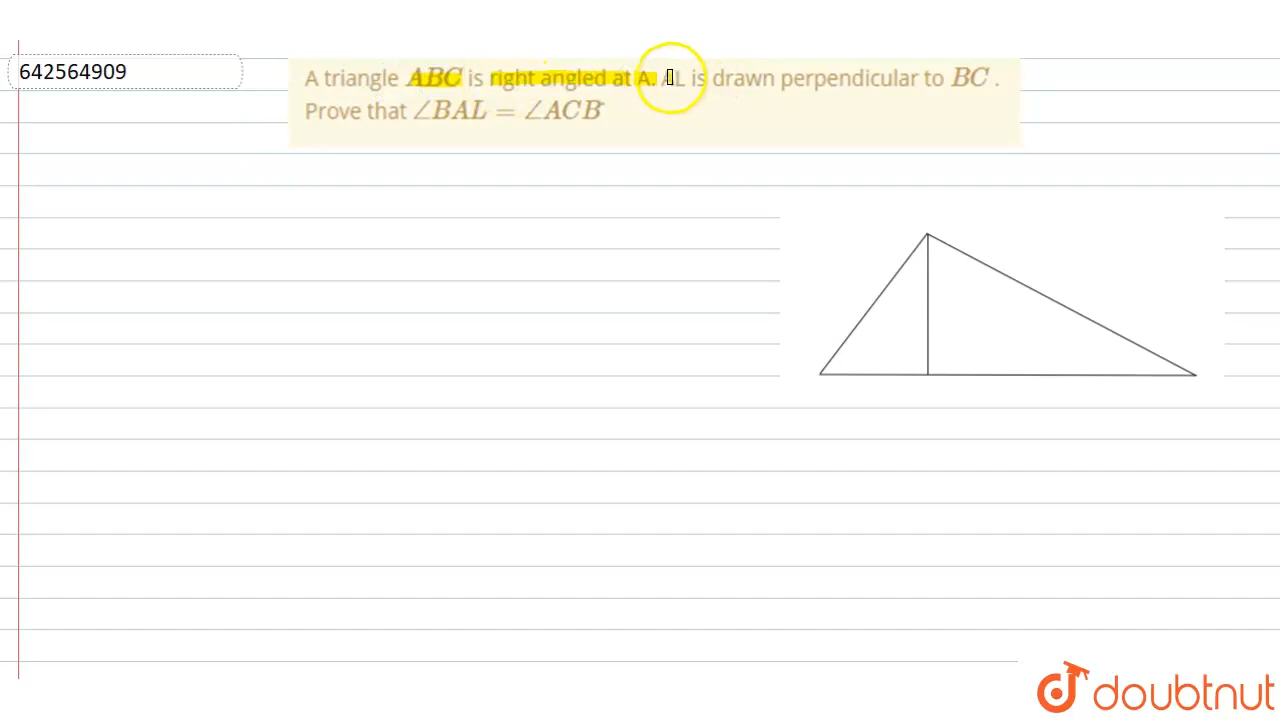 642564909
A triangle ABC is right angled at A. AL is drawn perpendicular to BC .
Prove that ∠BAL = ∠ACB
doubtnut